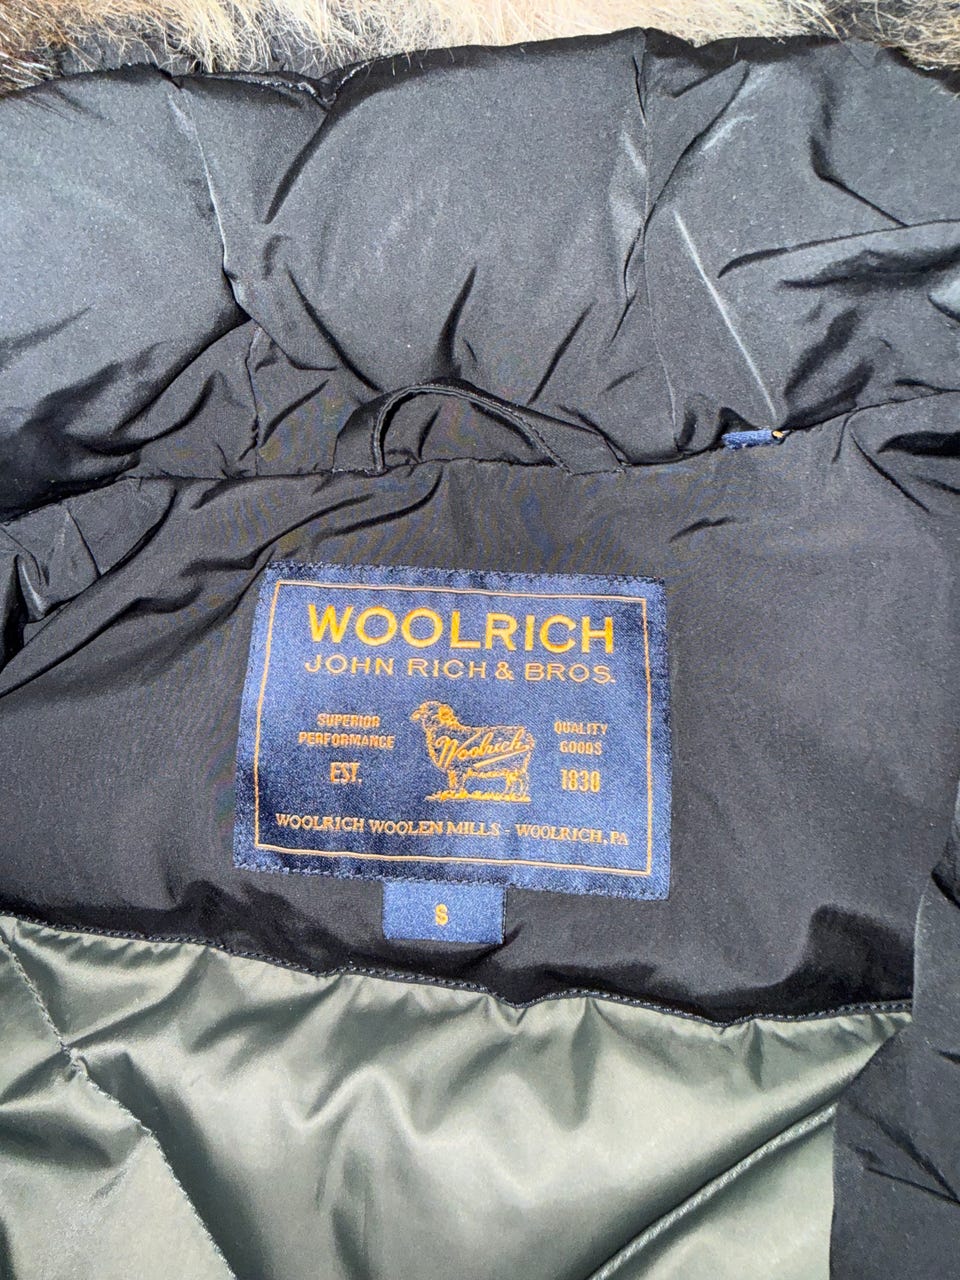 WOOLRICH
JOHN RICH & BROS.
SUPERIOR
PERFORMANCE
EST.
Woolrich
QUALITY
GOODS
1830
WOOLRICH WOOLEN MILLS - WOOLRICH, PA
S